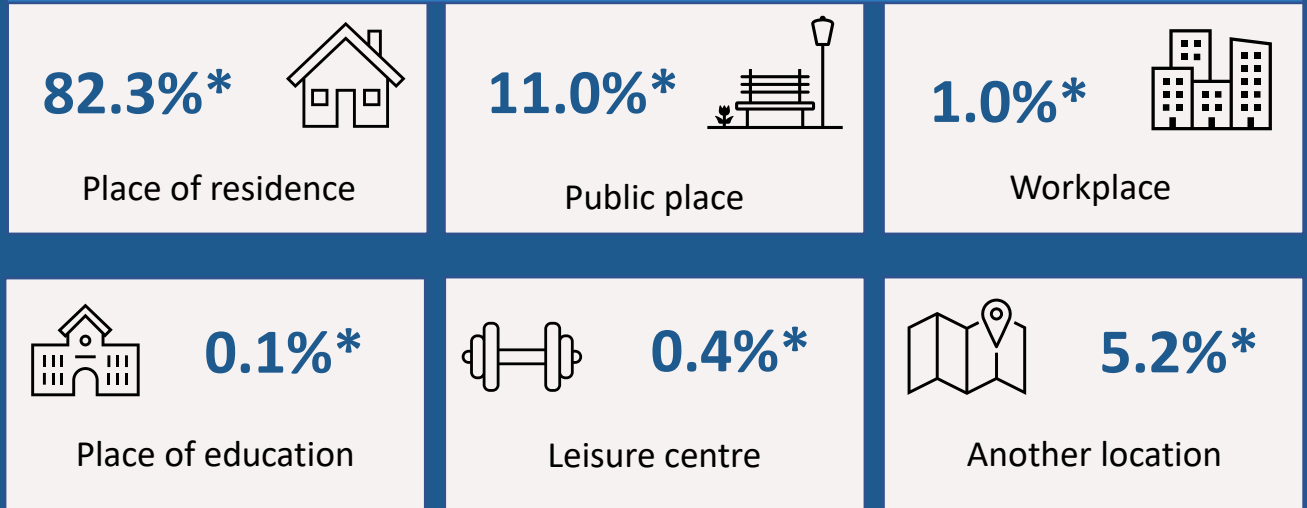 82.3%*
Place of residence
11.0%*
Public place
1.0%*
Workplace
0.1%*
Place of education
0.4%*
Leisure centre
5.2%*
Another location